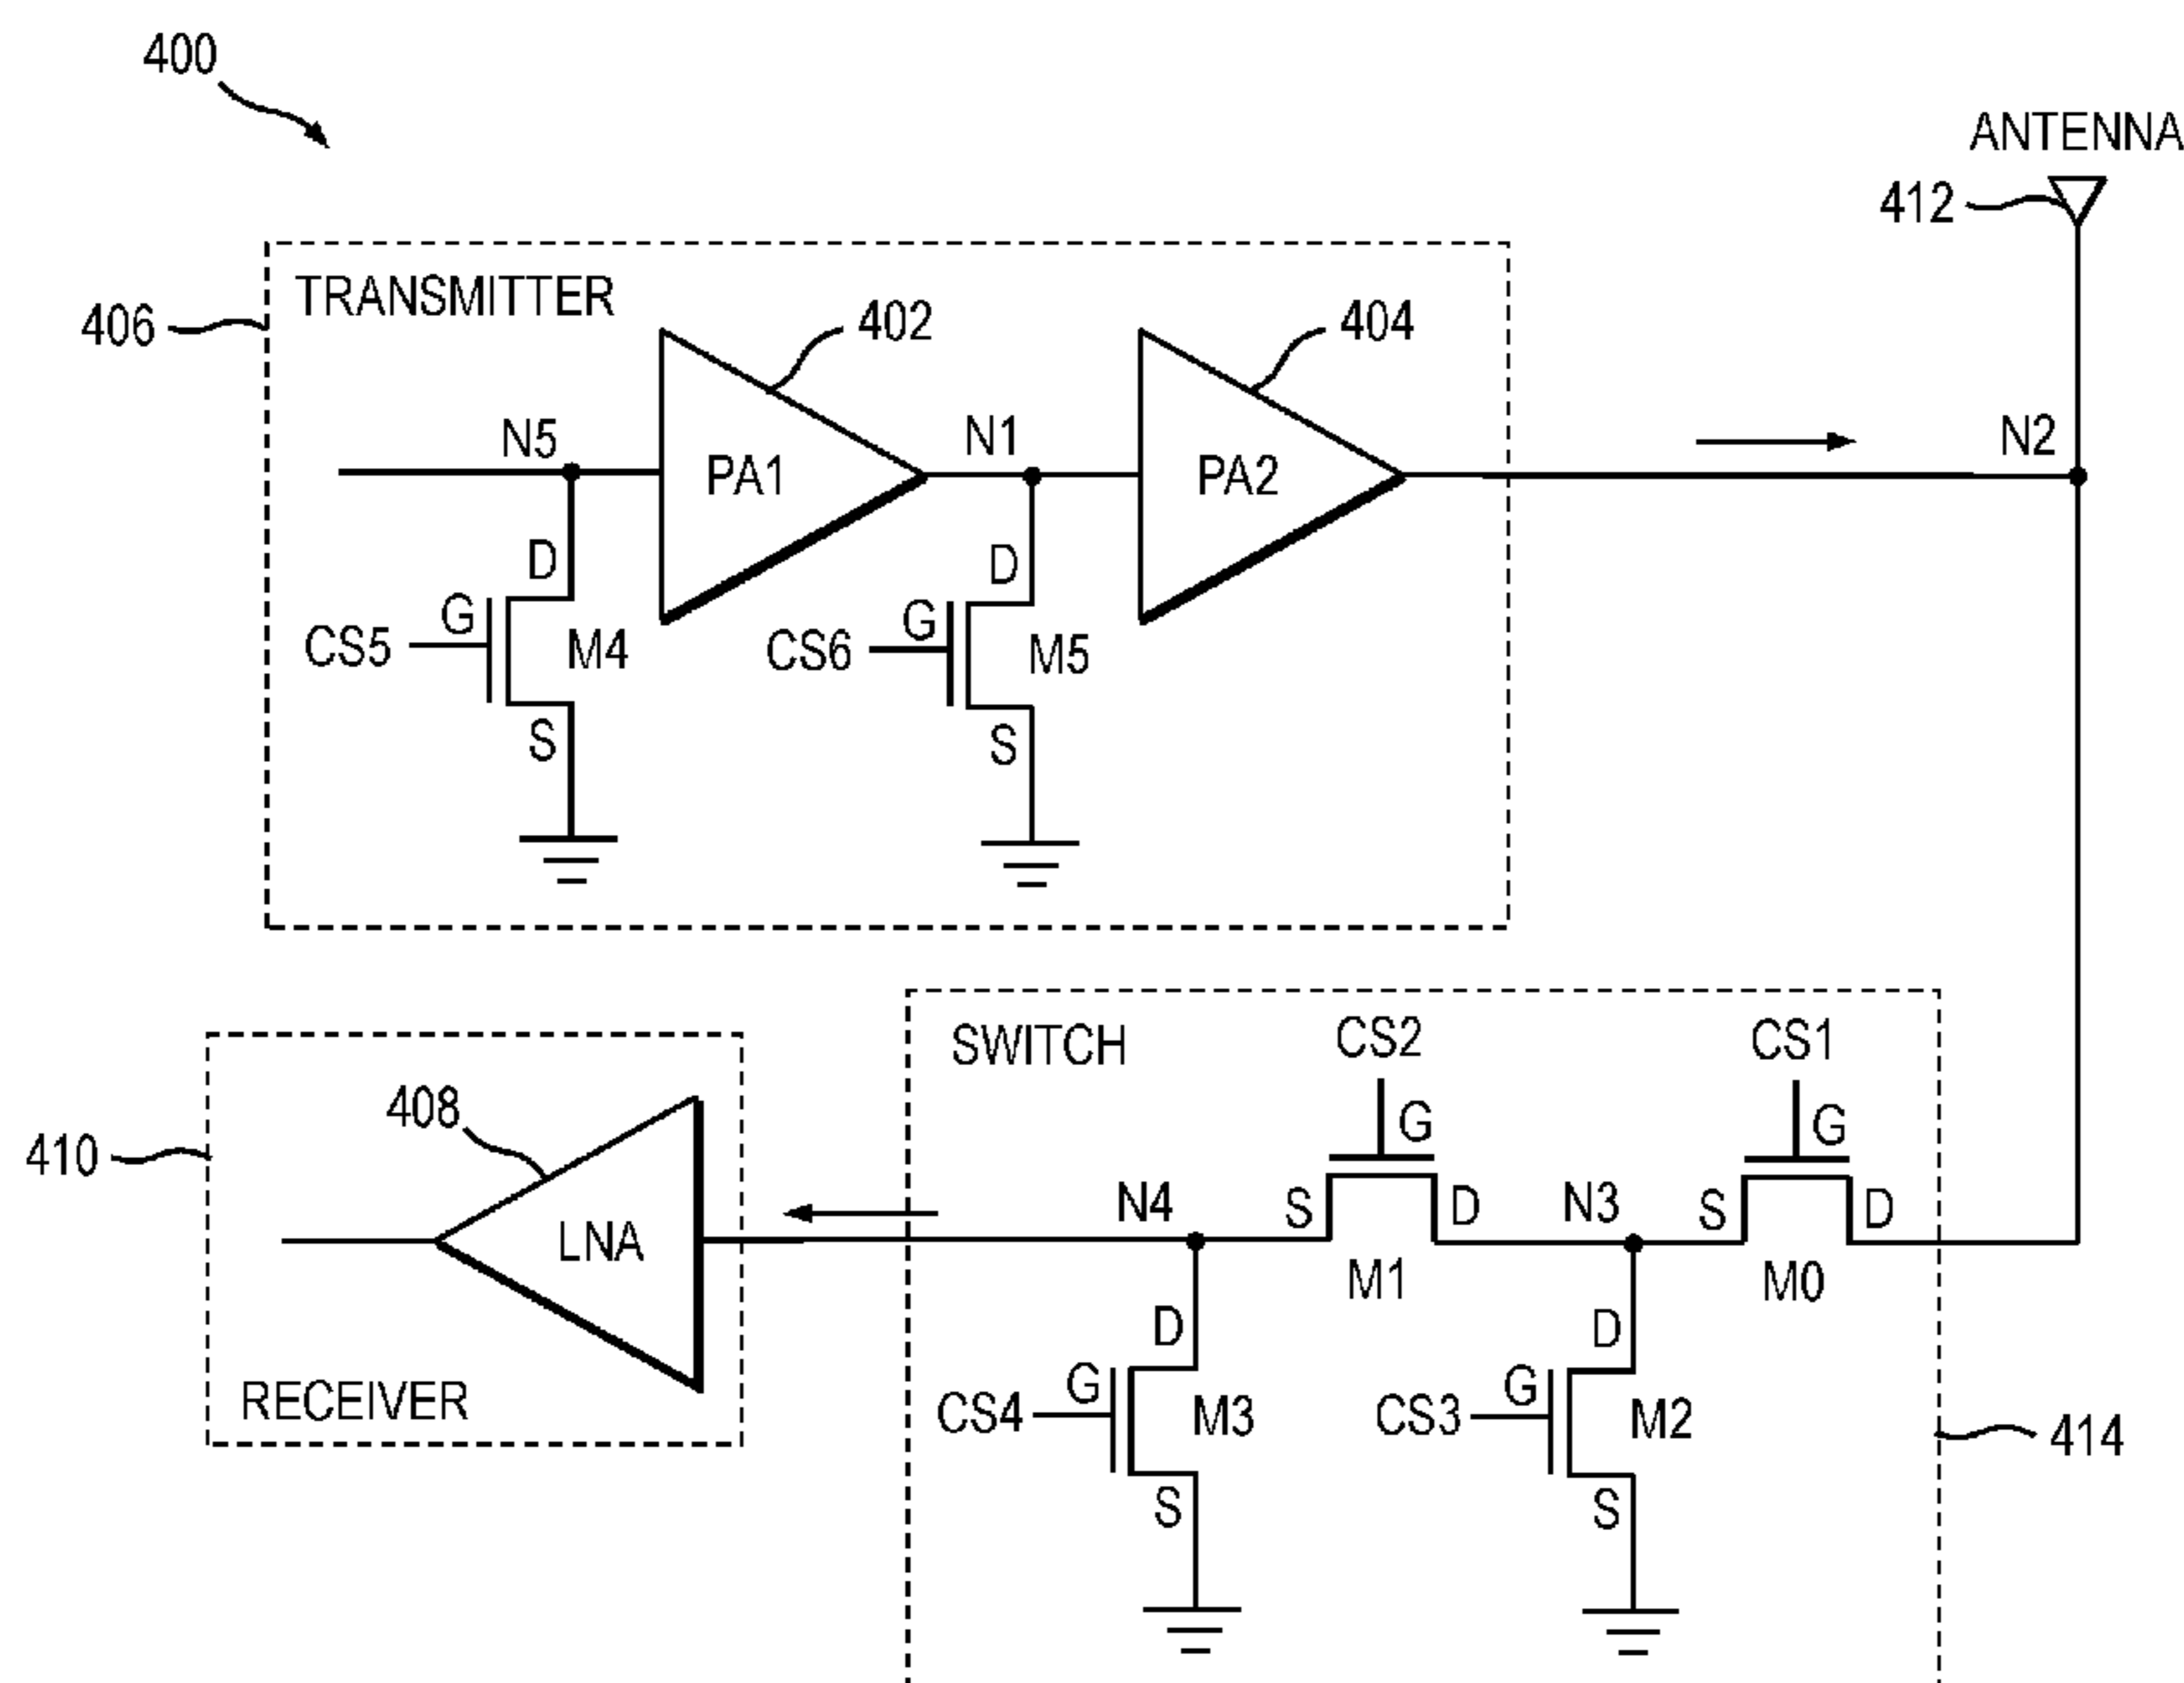 400
ANTENNA
412
TRANSMITTER
406
402
404
N5
N1
N2
PA1
PA2
D
D
G
G
CS5
M4
CS6
M5
S
S
SWITCH
CS2
CS1
408
G
G
410
N4
S
D
N3
S
D
LNA
M1
M0
D
D
RECEIVER
G
G
CS4
M3
CS3
M2
414
S
S